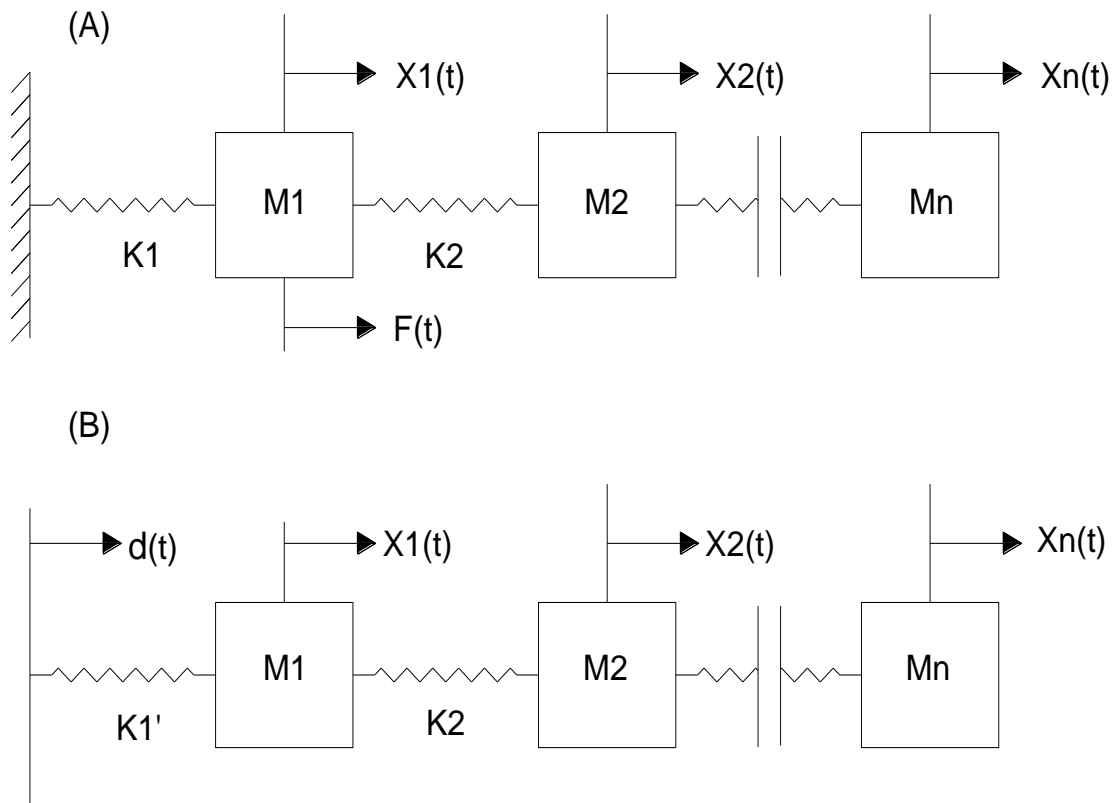 (A)
X1(t)
X2(t)
Xn(t)
M1
M2
Mn
K1
K2
F(t)
(B)
d(t)
X1(t)
X2(t)
Xn(t)
M1
M2
Mn
K1'
K2